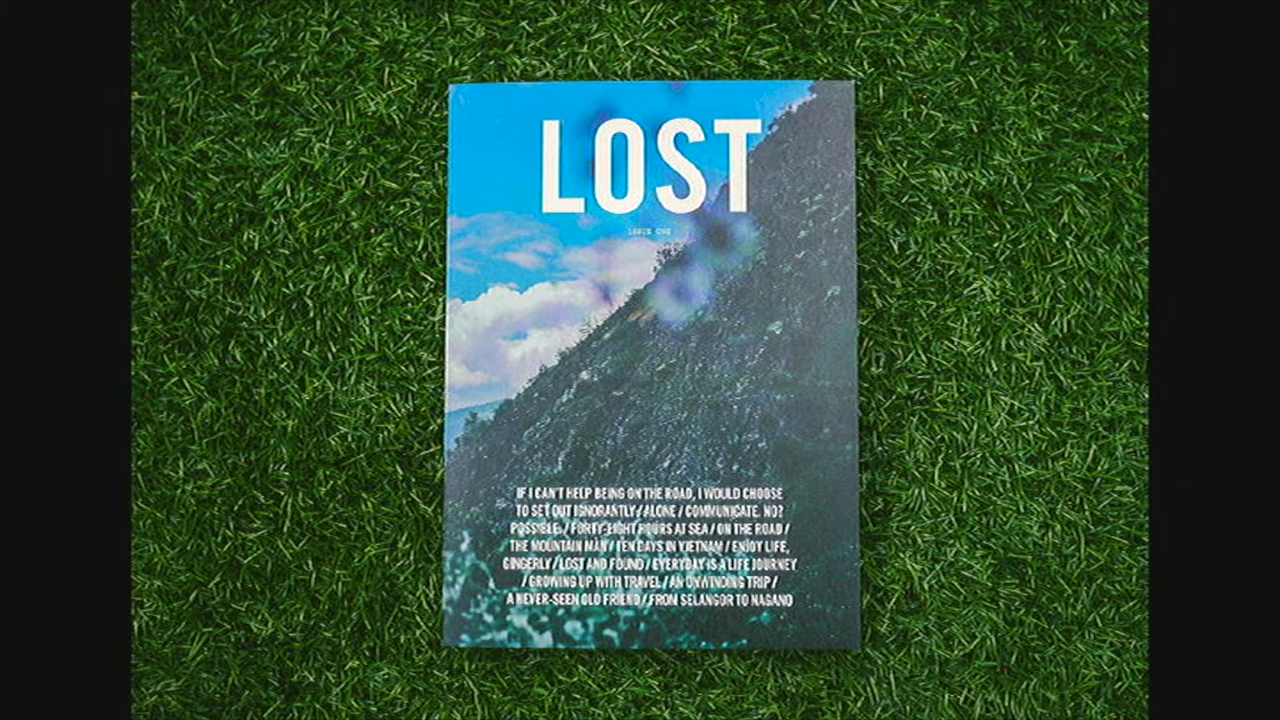 LOST
ISSUE ONE
IF I CAN'T HELP BEING ON THE ROAD, I WOULD CHOOSE
TO SET OUT IGNORANTLY / ALONE / COMMUNICATE. NO?
POSSIBLE. / FORTY-EIGHT HOURS AT SEA / ON THE ROAD /
THE MOUNTAIN MAN / TEN DAYS IN VIETNAM / ENJOY LIFE,
GINGERLY / LOST AND FOUND / EVERYDAY IS A LIFE JOURNEY
/ GROWING UP WITH TRAVEL / AN UNWINDING TRIP /
A NEVER-SEEN OLD FRIEND / FROM SELANGOR TO NAGANO